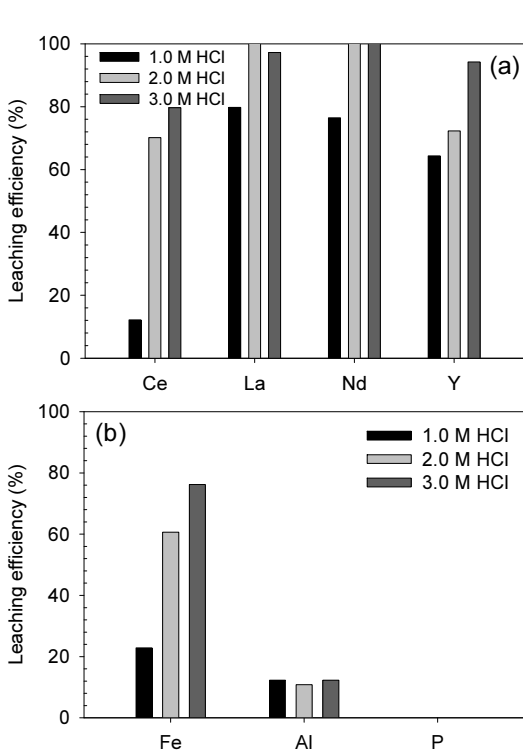 100
80
60
40
20
0
Leaching efficiency (%)
1.0 M HCl
2.0 M HCl
3.0 M HCl
(a)
Ce La Nd Y
100
80
60
40
20
0
Leaching efficiency (%)
(b)
1.0 M HCl
2.0 M HCl
3.0 M HCl
Fe Al P